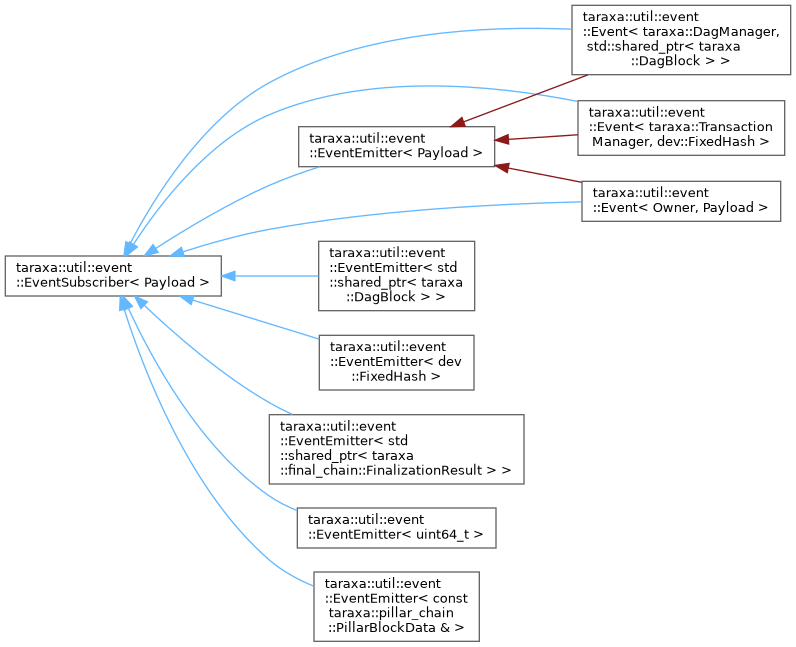 taraxa::util::event
::Event< taraxa::DagManager,
std::shared_ptr< taraxa
::DagBlock > >
taraxa::util::event
::Event< taraxa::Transaction
Manager, dev::FixedHash >
taraxa::util::event
::EventEmitter< Payload >
taraxa::util::event
::Event< Owner, Payload >
taraxa::util::event
::EventSubscriber< Payload >
taraxa::util::event
::EventEmitter< std
::shared_ptr< taraxa
::DagBlock > >
taraxa::util::event
::EventEmitter< dev
::FixedHash >
taraxa::util::event
::EventEmitter< std
::shared_ptr< taraxa
::final_chain::FinalizationResult > >
taraxa::util::event
::EventEmitter< uint64_t >
taraxa::util::event
::EventEmitter< const
taraxa::pillar_chain
::PillarBlockData & >